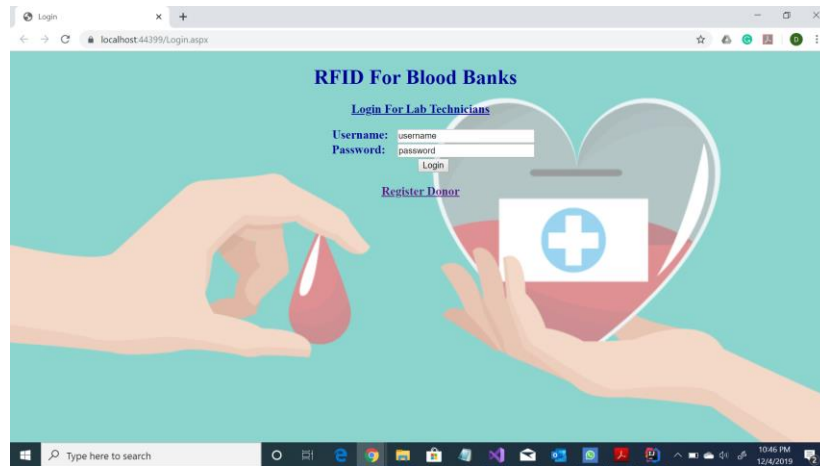 Login
localhost:44399/Login.aspx
D
RFID For Blood Banks
Login For Lab Technicians
Username: username
Password: password
Login
Register Donor
Type here to search
10:46 PM
12/4/2019